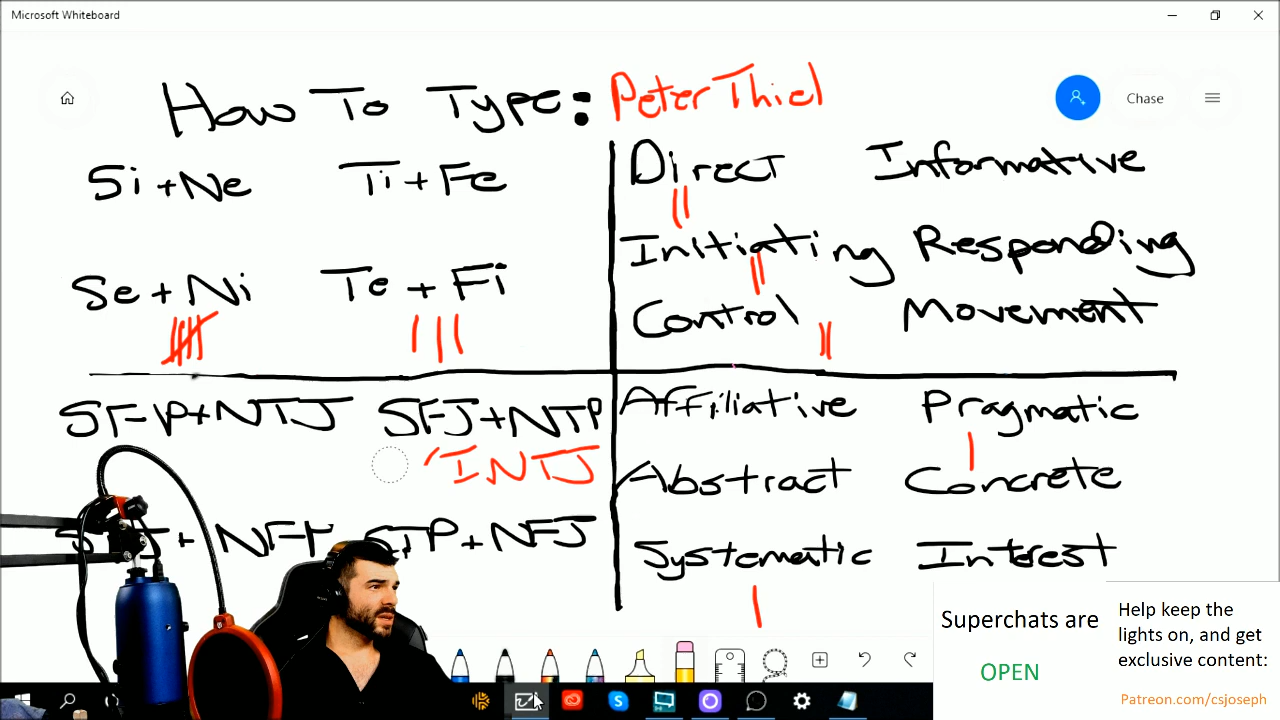 Microsoft Whiteboard
How To Type: Peter Thiel
Chase
Si + Ne Ti + Fe
Direct Informative
Initiating Responding
Se + Ni Te + Fi
Control Movement
SFP + NTJ SFJ + NTP
Affiliative Pragmatic
INTJ
Abstract Concrete
+ NFP STP + NFJ
Systematic Interest
Superchats are
OPEN
Help keep the
lights on, and get
exclusive content:
Patreon.com/csjoseph